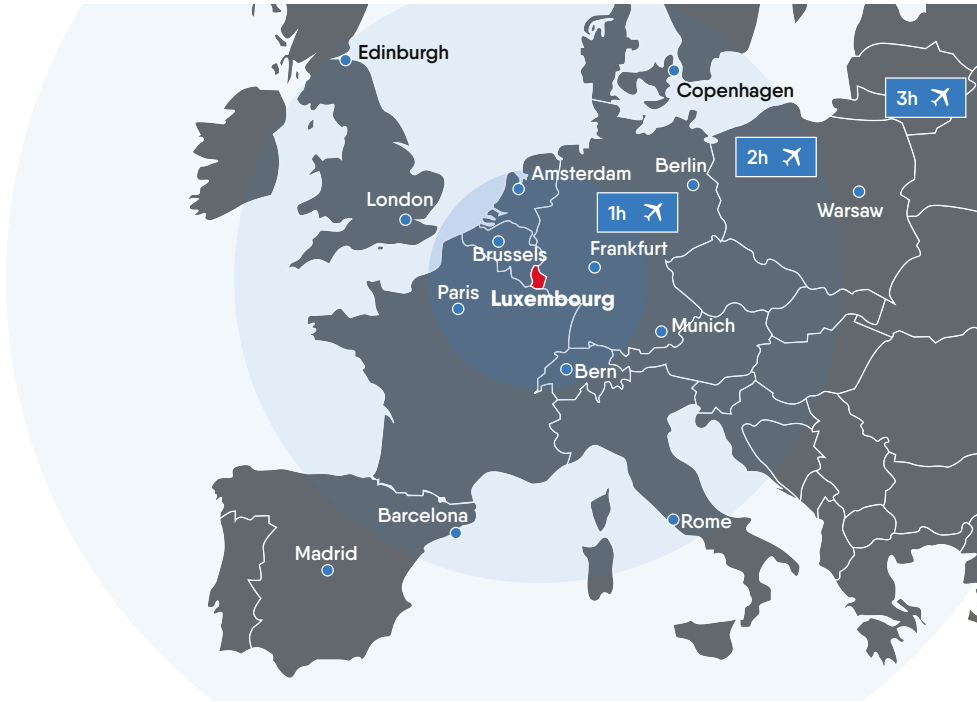 Edinburgh
Copenhagen
3h
2h
Berlin
Amsterdam
London
1h
Warsaw
Brussels
Frankfurt
Paris
Luxembourg
Munich
Bern
Barcelona
Rome
Madrid